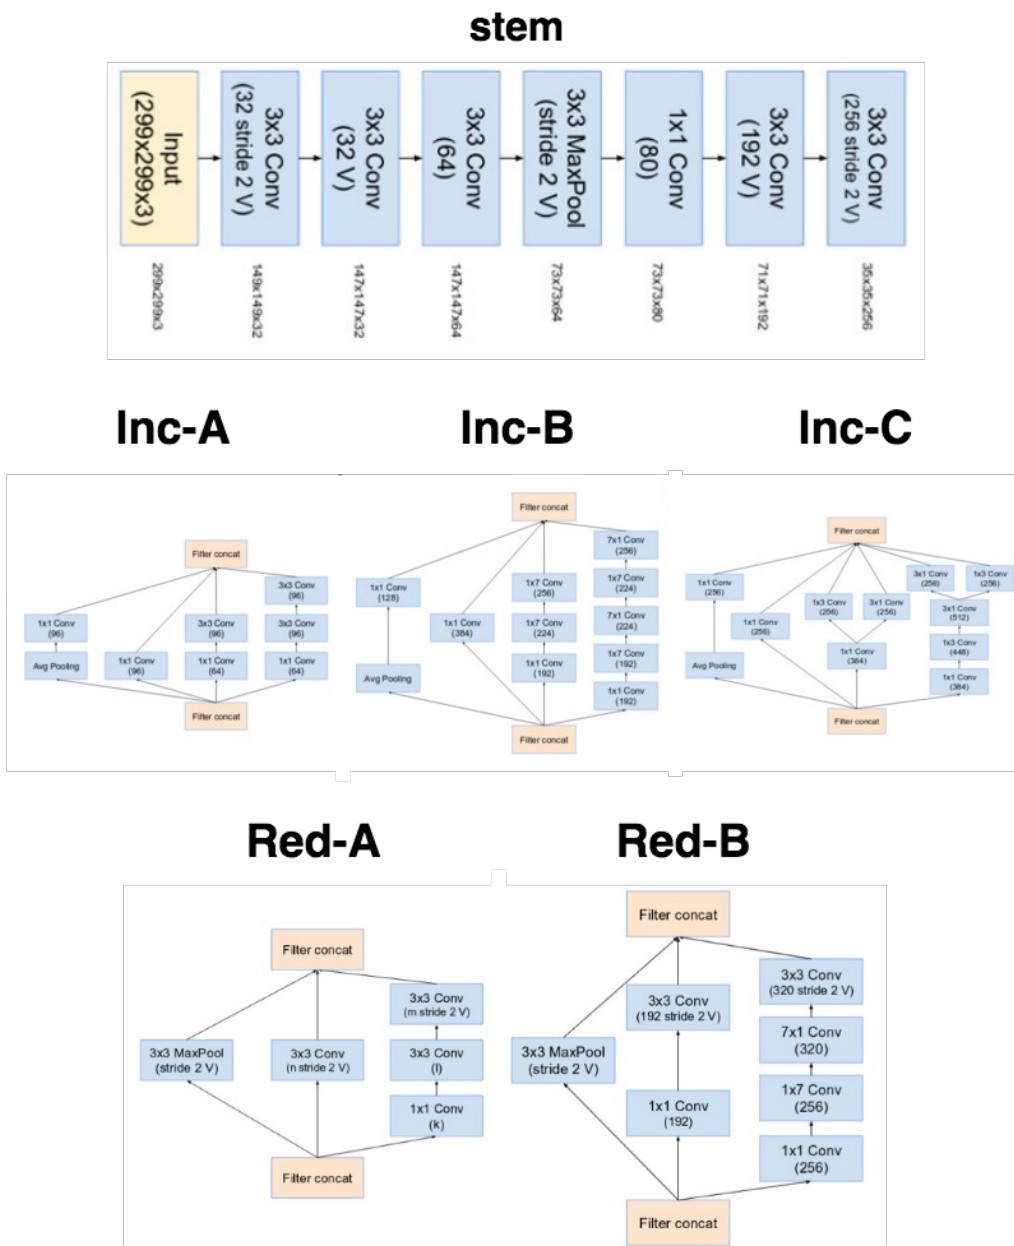 stem
Input
(299x299x3)
3x3 Conv
(32 stride 2 V)
3x3 Conv
(32 V)
3x3 Conv
(64)
3x3 MaxPool
(stride 2 V)
1x1 Conv
(80)
3x3 Conv
(192 V)
3x3 Conv
(256 stride 2 V)
299x299x3
149x149x32
147x147x32
147x147x64
73x73x64
73x73x80
71x71x192
35x35x256
Inc-A
Inc-B
Inc-C
Filter concat
3x3 Conv
(96)
1x1 Conv
(96)
3x3 Conv
(96)
3x3 Conv
(96)
Avg Pooling
1x1 Conv
(96)
1x1 Conv
(64)
1x1 Conv
(64)
Filter concat
Filter concat
7x1 Conv
(256)
1x1 Conv
(128)
1x7 Conv
(256)
1x7 Conv
(224)
1x1 Conv
(384)
1x7 Conv
(224)
7x1 Conv
(224)
Avg Pooling
1x1 Conv
(192)
1x7 Conv
(192)
1x1 Conv
(192)
Filter concat
Filter concat
1x1 Conv
(256)
3x1 Conv
(256)
1x3 Conv
(256)
1x3 Conv
(256)
3x1 Conv
(256)
3x1 Conv
(512)
1x1 Conv
(256)
1x3 Conv
(448)
Avg Pooling
1x1 Conv
(384)
1x1 Conv
(384)
Filter concat
Red-A
Red-B
Filter concat
3x3 Conv
(m stride 2 V)
3x3 MaxPool
(stride 2 V)
3x3 Conv
(n stride 2 V)
3x3 Conv
(l)
1x1 Conv
(k)
Filter concat
Filter concat
3x3 Conv
(320 stride 2 V)
3x3 Conv
(192 stride 2 V)
7x1 Conv
(320)
3x3 MaxPool
(stride 2 V)
1x7 Conv
(256)
1x1 Conv
(192)
1x1 Conv
(256)
Filter concat